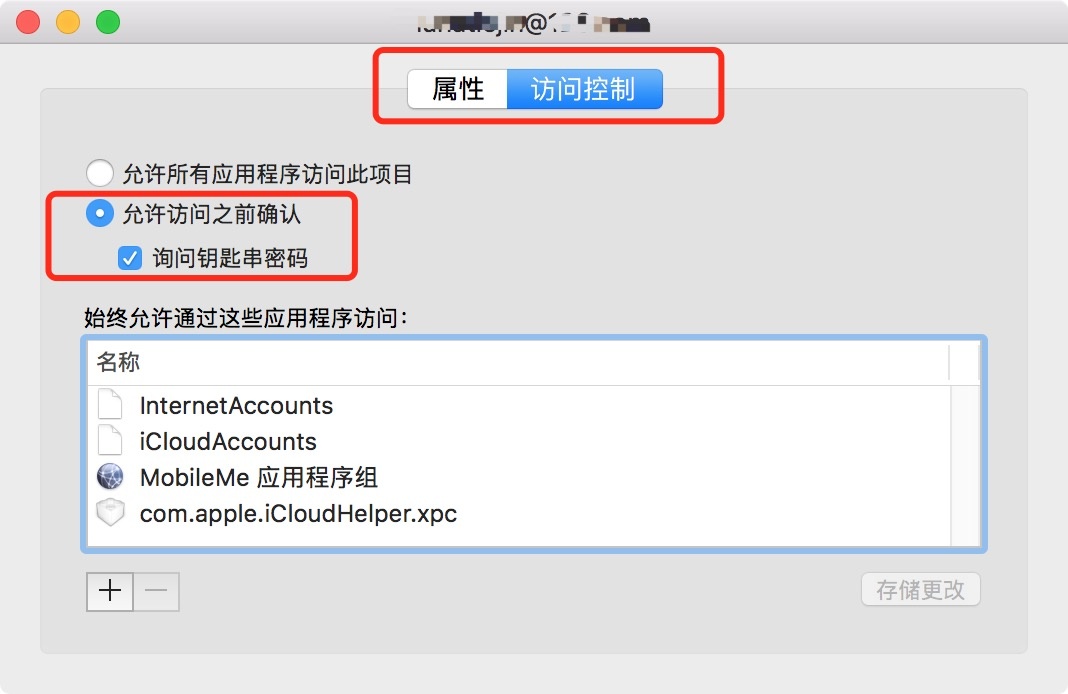 属性 访问控制
允许所有应用程序访问此项目
允许访问之前确认
询问钥匙串密码
始终允许通过这些应用程序访问：
名称
InternetAccounts
iCloudAccounts
MobileMe 应用程序组
com.apple.iCloudHelper.xpc
存储更改